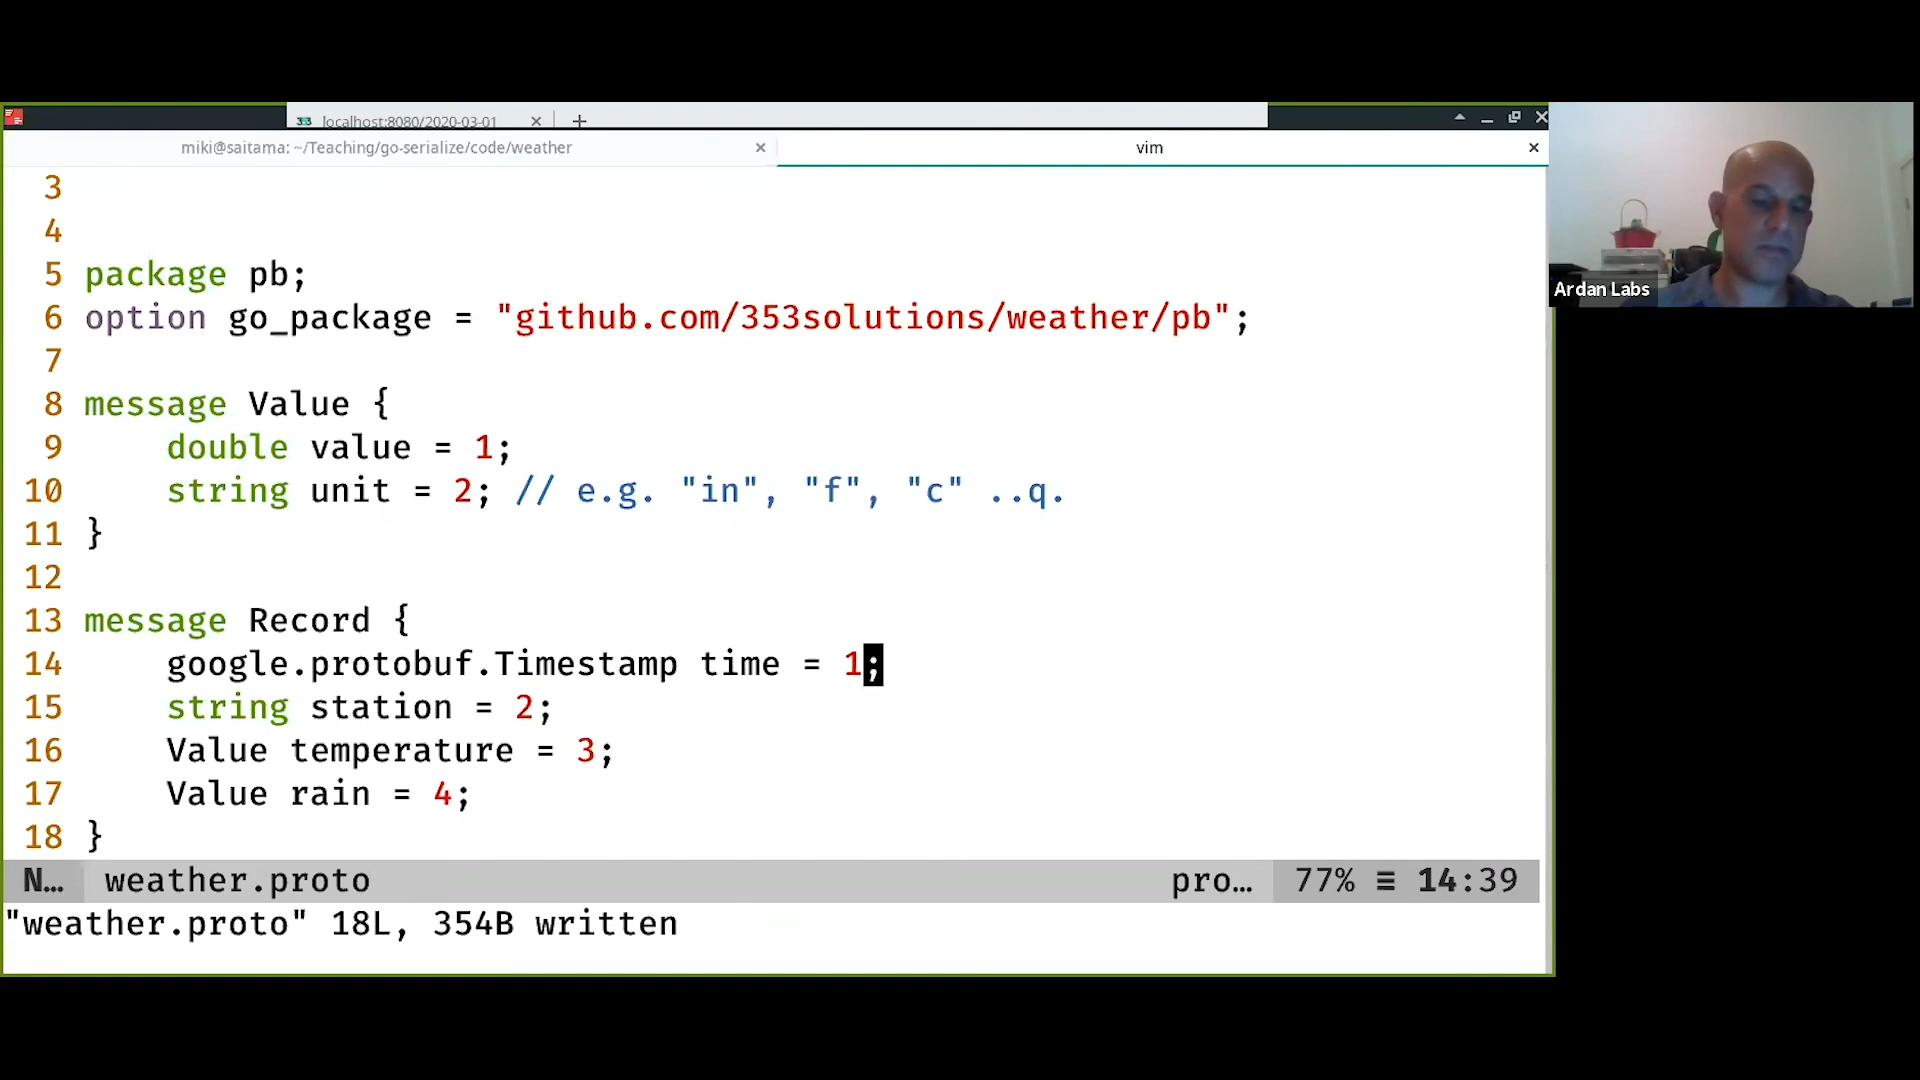 localhost:8080/2020-03-01
miki@saitama: ~/Teaching/go-serialize/code/weather
vim
3
4
5 package pb;
6 option go_package = "github.com/353solutions/weather/pb";
7
8 message Value {
9 double value = 1;
10 string unit = 2; // e.g. "in", "f", "c" ..q.
11 }
12
13 message Record {
14 google.protobuf.Timestamp time = 1;
15 string station = 2;
16 Value temperature = 3;
17 Value rain = 4;
18 }
N… weather.proto pro… 77% ≡ 14:39
"weather.proto" 18L, 354B written
Ardan Labs